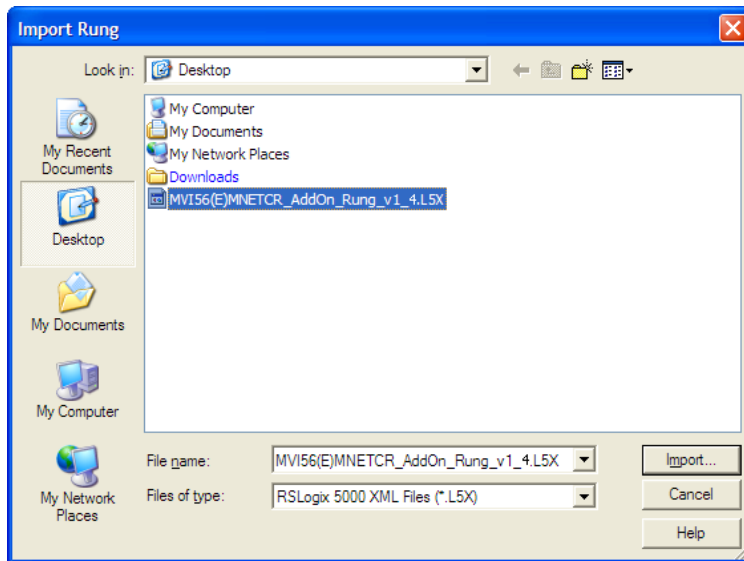 Import Rung
Look in:
Desktop
My Recent
Documents
Desktop
My Documents
My Computer
My Network
Places
My Computer
My Documents
My Network Places
Downloads
MVI56(E)MNETCR_AddOn_Rung_v1_4.L5X
File name:
MVI56(E)MNETCR_AddOn_Rung_v1_4.L5X
Import...
Files of type:
RSLogix 5000 XML Files (*.L5X)
Cancel
Help